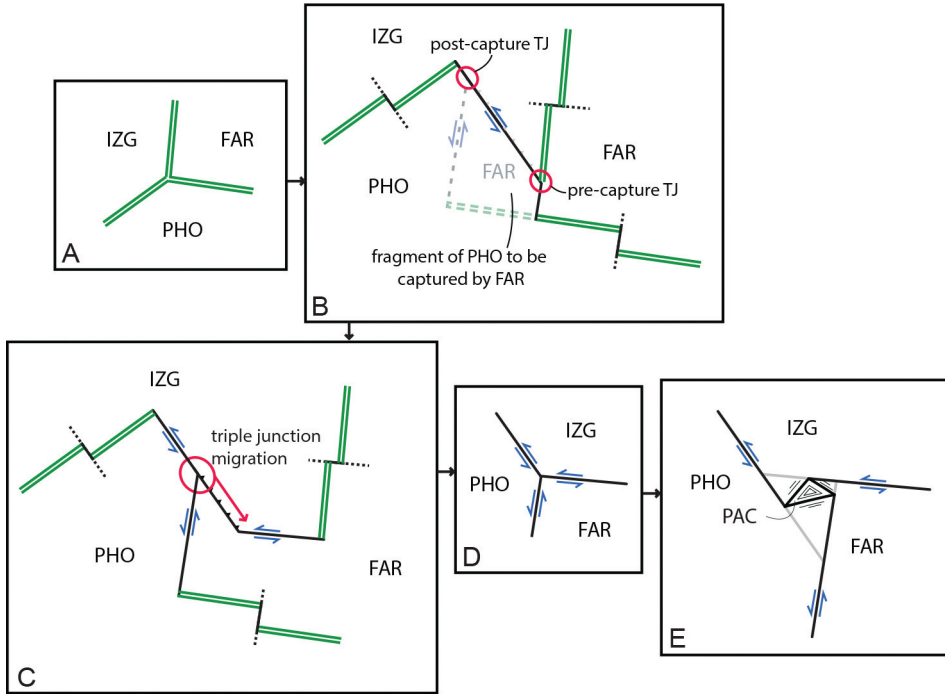 IZG
FAR
PHO
A
IZG
post-capture TJ
FAR
FAR
PHO
pre-capture TJ
fragment of PHO to be
captured by FAR
B
IZG
triple junction
migration
PHO
FAR
C
IZG
PHO
FAR
D
IZG
PHO
PAC
FAR
E